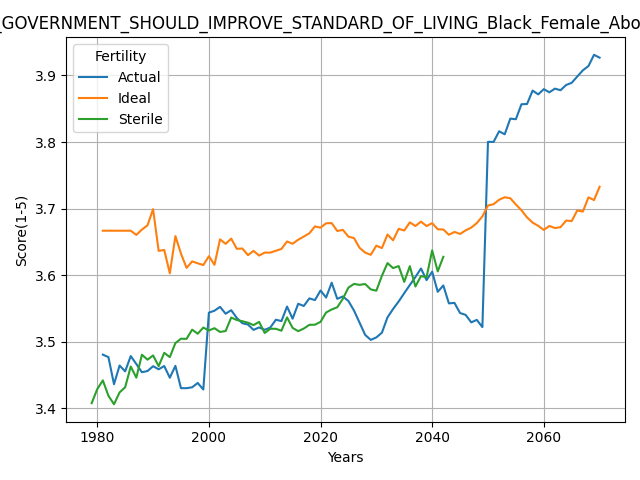 _GOVERNMENT_SHOULD_IMPROVE_STANDARD_OF_LIVING_Black_Female_Abo
Fertility
Actual
Ideal
Sterile
3.9
3.8
3.7
3.6
3.5
3.4
Score(1-5)
1980 2000 2020 2040 2060
Years